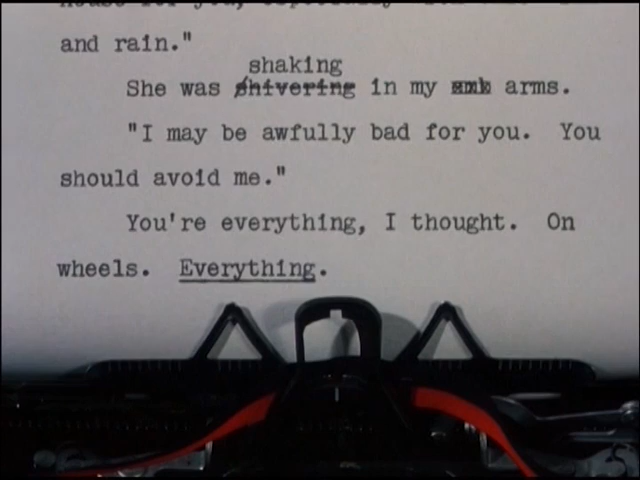 and rain."
shaking
She was shivering in my arms.
"I may be awfully bad for you. You
should avoid me."
You're everything, I thought. On
wheels. Everything.